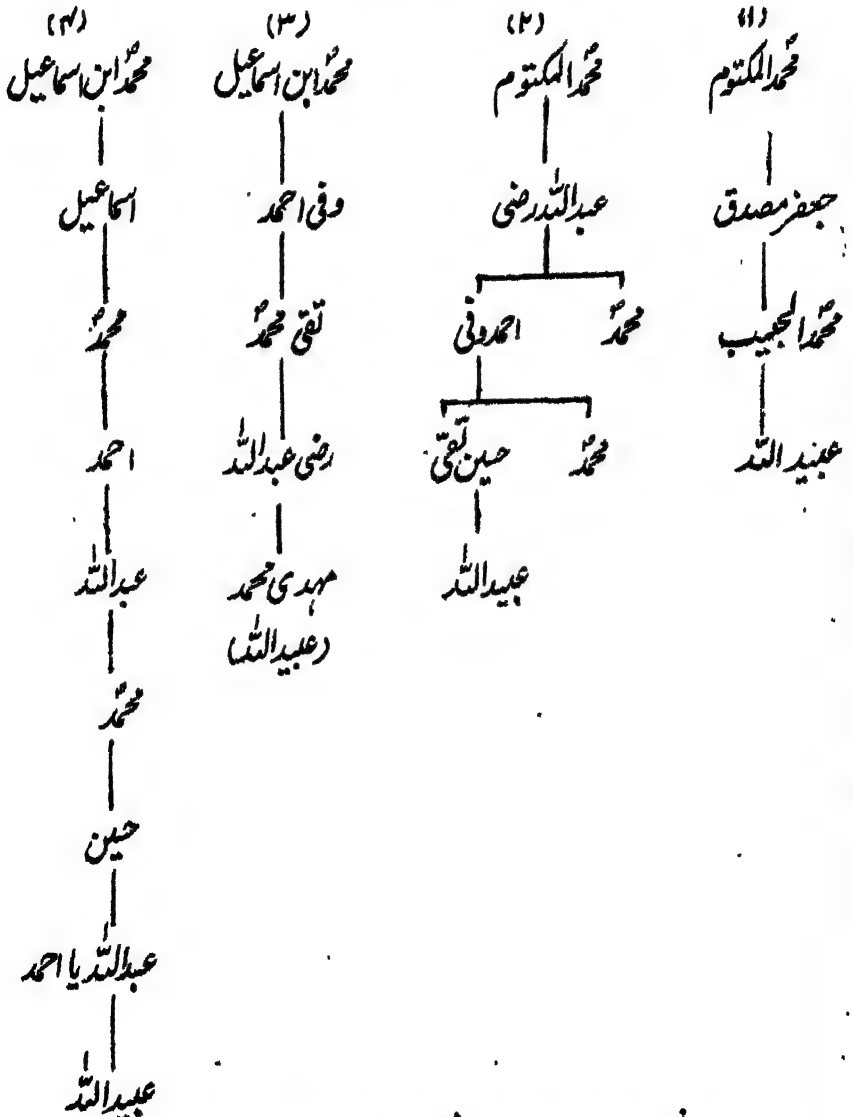 (۱) (۲) (۳) (۴)
محمدؐ المکتوم محمدؐ المکتوم محمدؐ ابن اسماعیل محمدؐ ابن اسماعیل
جعفر مصدق عبداللہ رضی وفی احمد اسماعیل
محمدؐ الحبیب محمدؐ احمد وفی تقی محمدؐ محمدؐ
عبید اللہ محمدؐ حسین تقی رضی عبداللہ احمد
عبید اللہ مہدی محمد عبداللہ
(عبید اللہ)
محمدؐ
حسین
عبداللہ یا احمد
عبید اللہ